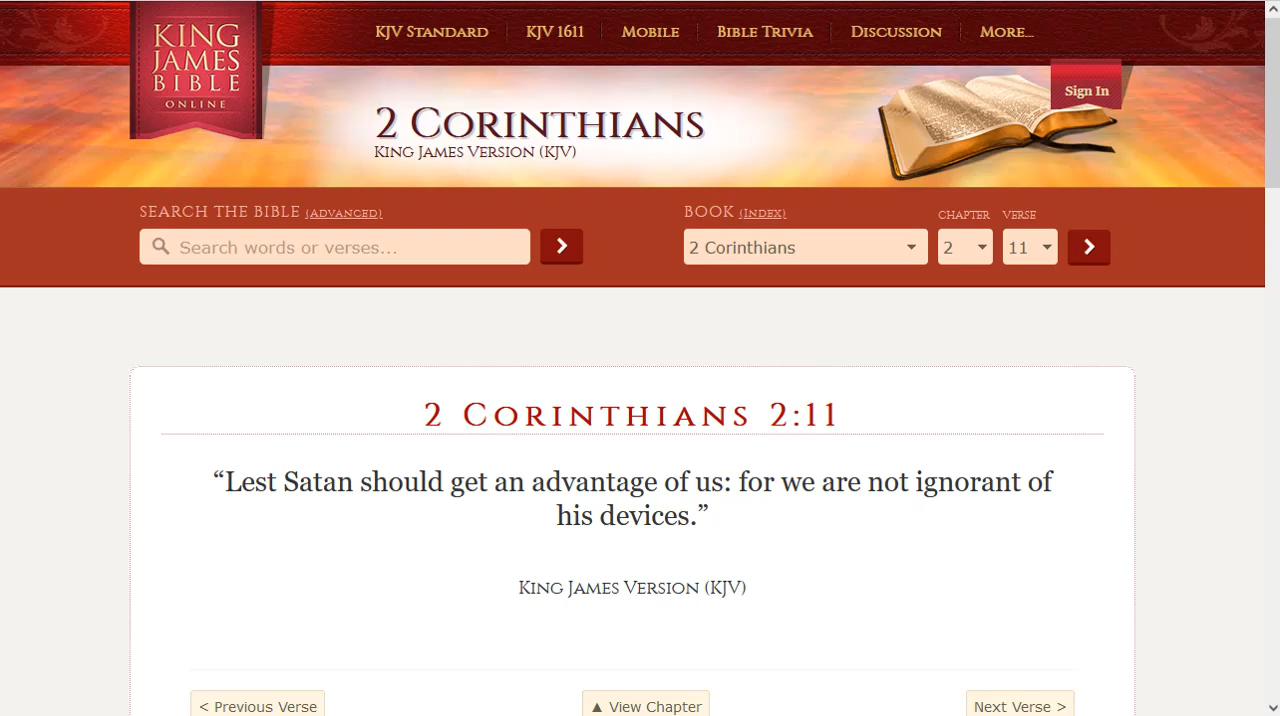 KING
JAMES
BIBLE
ONLINE
KJV Standard
KJV 1611
Mobile
Bible Trivia
Discussion
More...
Sign In
2 Corinthians
King James Version (KJV)
SEARCH THE BIBLE (Advanced)
Search words or verses...
BOOK (Index)
CHAPTER
VERSE
2 Corinthians
2
11
2 Corinthians 2:11
“Lest Satan should get an advantage of us: for we are not ignorant of
his devices.”
King James Version (KJV)
< Previous Verse
▲ View Chapter
Next Verse >